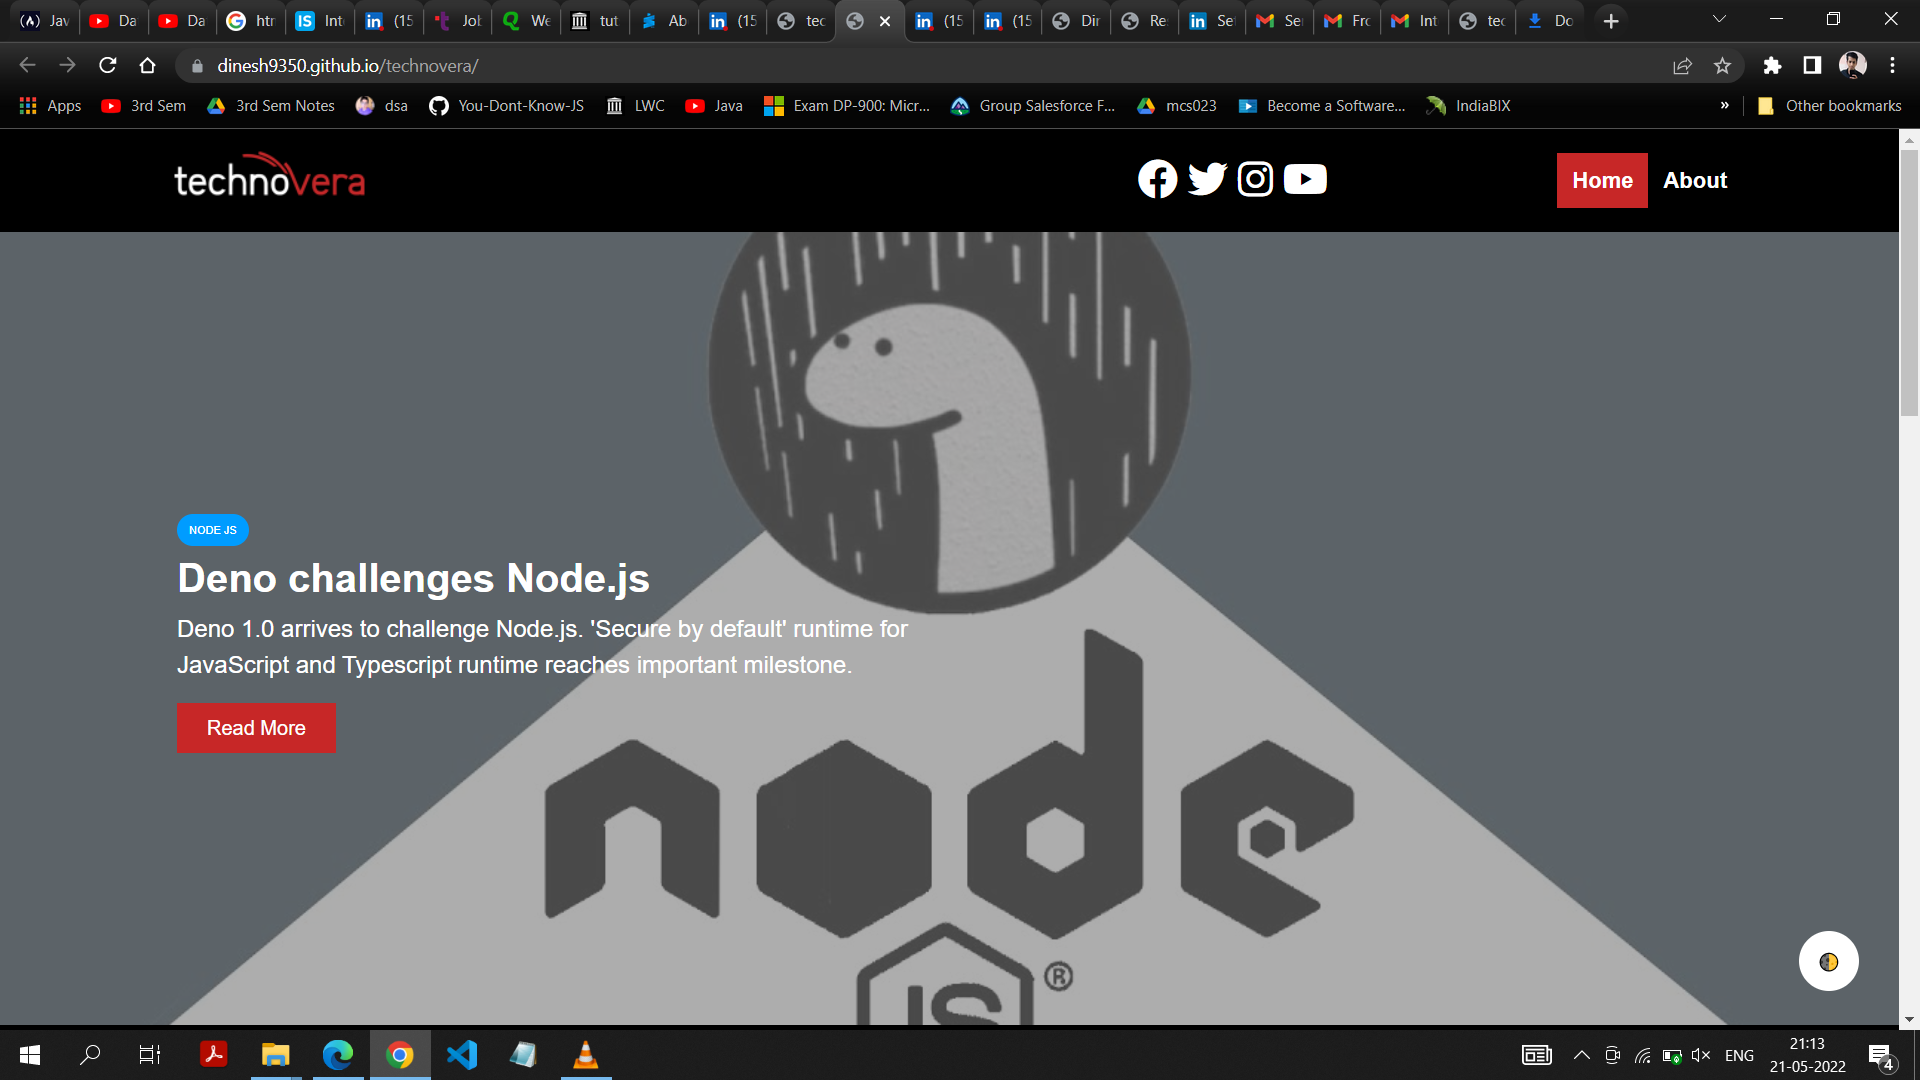 Jav
Da
Da
htn
Int
(15
Job
We
tut
Ab
(15
tec
(15
(15
Dir
Re
Set
Ser
Fro
Int
tec
Do
dinesh9350.github.io/technovera/
Apps
3rd Sem
3rd Sem Notes
dsa
You-Dont-Know-JS
LWC
Java
Exam DP-900: Micr...
Group Salesforce F...
mcs023
Become a Software...
IndiaBIX
»
Other bookmarks
technovera
Home
About
NODE JS
Deno challenges Node.js
Deno 1.0 arrives to challenge Node.js. 'Secure by default' runtime for
JavaScript and Typescript runtime reaches important milestone.
Read More
node
JS ®
ENG
21:13
21-05-2022
4